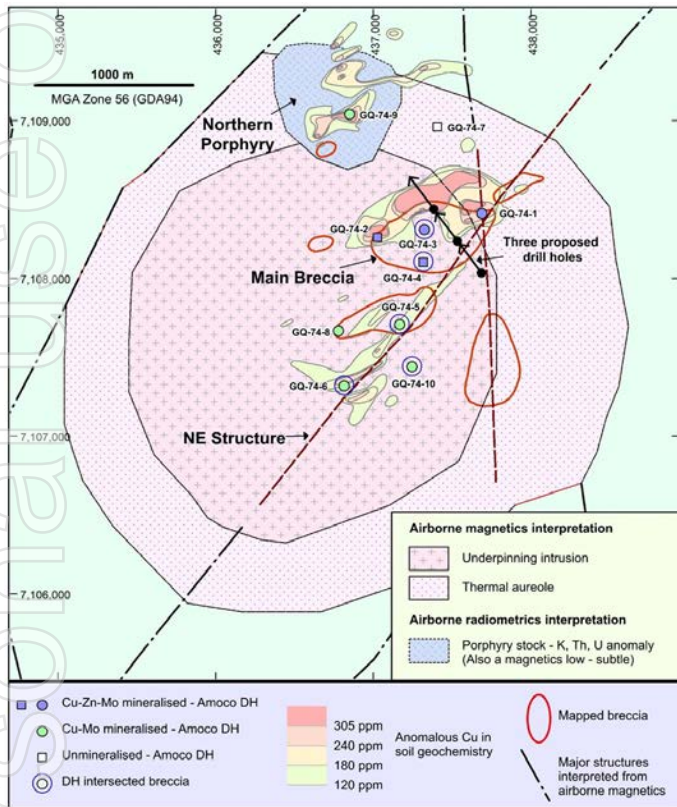 435,000
436,000
437,000
438,000
1000 m
MGA Zone 56 (GDA94)
7,109,000
Northern
Porphyry
GQ-74-9
GQ-74-7
GQ-74-2
GQ-74-1
GQ-74-3
Three proposed
drill holes
Main Breccia
GQ-74-4
7,108,000
GQ-74-5
GQ-74-8
GQ-74-6
GQ-74-10
7,107,000
NE Structure
7,106,000
Airborne magnetics interpretation
Underpinning intrusion
Thermal aureole
Airborne radiometrics interpretation
Porphyry stock - K, Th, U anomaly
(Also a magnetics low - subtle)
Cu-Zn-Mo mineralised - Amoco DH
Cu-Mo mineralised - Amoco DH
Unmineralised - Amoco DH
DH intersected breccia
305 ppm
240 ppm
180 ppm
120 ppm
Anomalous Cu in
soil geochemistry
Mapped breccia
Major structures
interpreted from
airborne magnetics
sonal use o